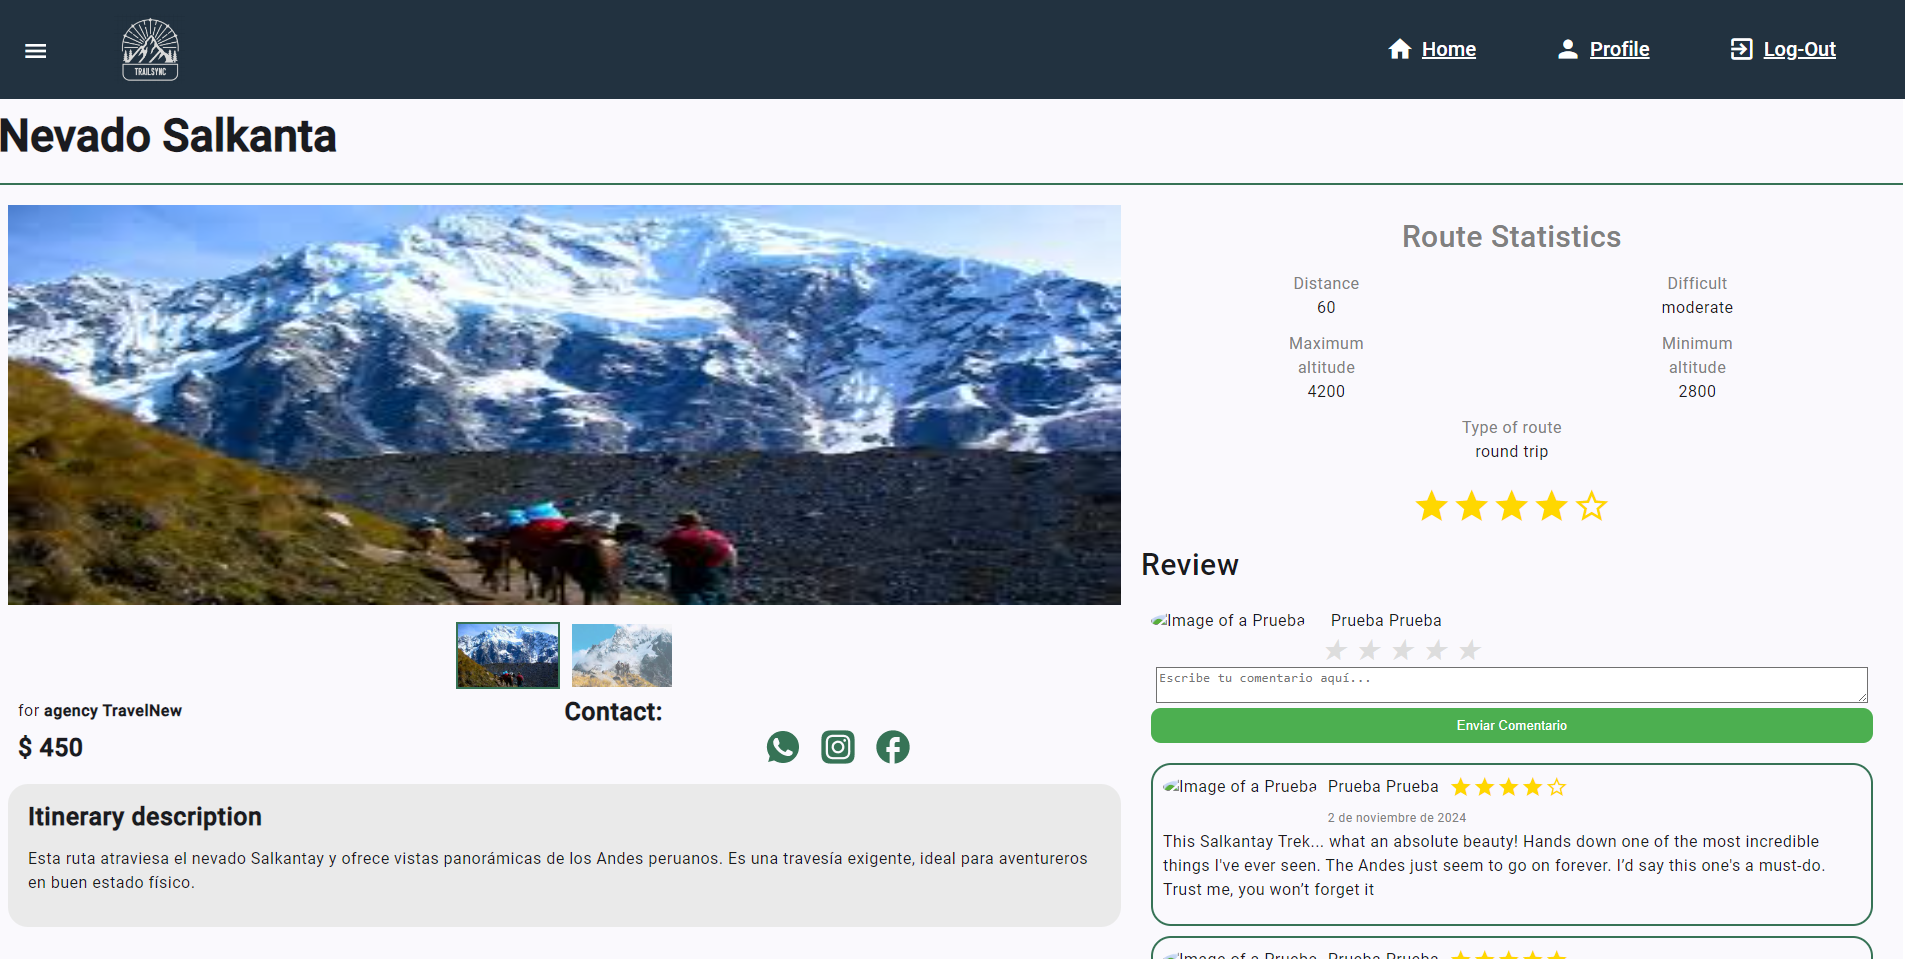 TRAILSYNC
Home
Profile
Log-Out
Nevado Salkanta
for agency TravelNew
$ 450
Contact:
Itinerary description
Esta ruta atraviesa el nevado Salkantay y ofrece vistas panorámicas de los Andes peruanos. Es una travesía exigente, ideal para aventureros
en buen estado físico.
Route Statistics
Distance
60
Difficult
moderate
Maximum
altitude
4200
Minimum
altitude
2800
Type of route
round trip
Review
Image of a Prueba
Prueba Prueba
Escribe tu comentario aquí...
Enviar Comentario
Image of a Prueba
Prueba Prueba
2 de noviembre de 2024
This Salkantay Trek... what an absolute beauty! Hands down one of the most incredible
things I've ever seen. The Andes just seem to go on forever. I’d say this one's a must-do.
Trust me, you won’t forget it
Image of a Prueba
Prueba Prueba